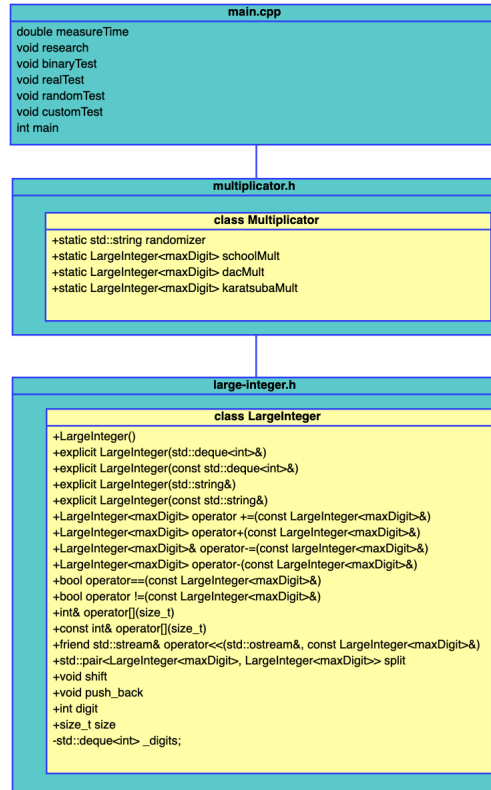 main.cpp
double measureTime
void research
void binaryTest
void realTest
void randomTest
void customTest
int main
multiplicator.h
class Multiplicator
+static std::string randomizer
+static LargeInteger<maxDigit> schoolMult
+static LargeInteger<maxDigit> dacMult
+static LargeInteger<maxDigit> karatsubaMult
large-integer.h
class LargeInteger
+LargeInteger()
+explicit LargeInteger(std::deque<int>&)
+explicit LargeInteger(const std::deque<int>&)
+explicit LargeInteger(std::string&)
+explicit LargeInteger(const std::string&)
+LargeInteger<maxDigit> operator +=(const LargeInteger<maxDigit>&)
+LargeInteger<maxDigit> operator+(const LargeInteger<maxDigit>&)
+LargeInteger<maxDigit>& operator-=(const largeInteger<maxDigit>&)
+LargeInteger<maxDigit> operator-(const LargeInteger<maxDigit>&)
+bool operator==(const LargeInteger<maxDigit>&)
+bool operator !=(const LargeInteger<maxDigit>&)
+int& operator[](size_t)
+const int& operator[](size_t)
+friend std::stream& operator<<(std::ostream&, const LargeInteger<maxDigit>&)
+std::pair<LargeInteger<maxDigit>, LargeInteger<maxDigit>> split
+void shift
+void push_back
+int digit
+size_t size
-std::deque<int> _digits;